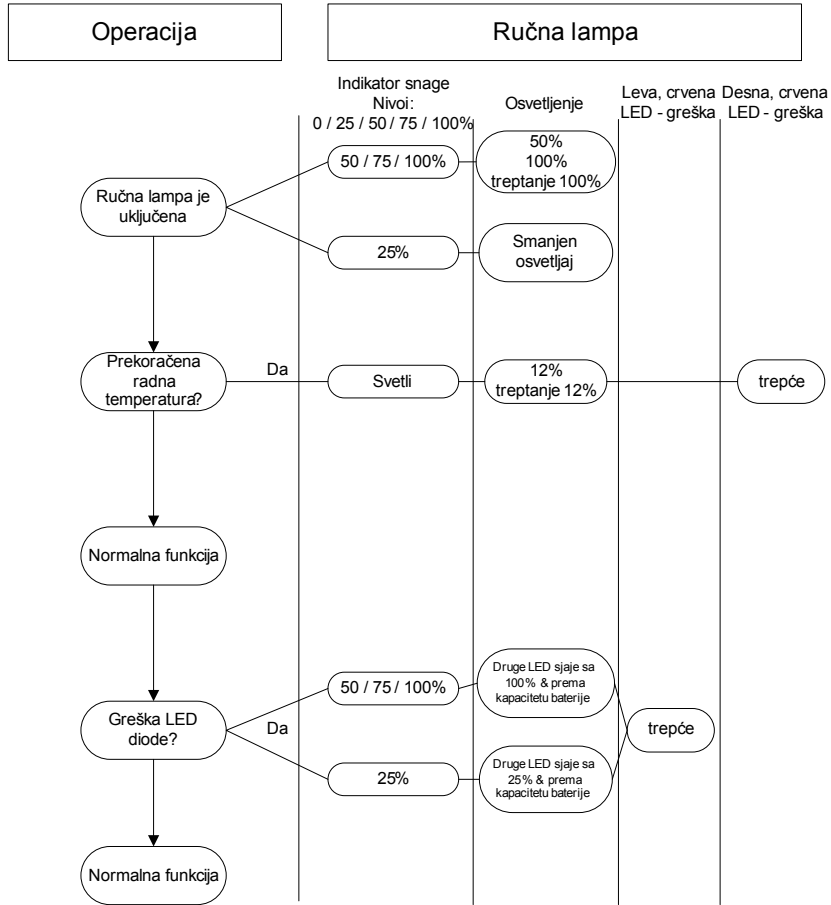 Operacija
Ručna lampa
Indikator snage
Nivoi:
0 / 25 / 50 / 75 / 100%
Osvetljenje
Leva, crvena
LED - greška
Desna, crvena
LED - greška
Ručna lampa je
uključena
50 / 75 / 100%
50%
100%
treptanje 100%
25%
Smanjen
osvetljaj
Prekoračena
radna
temperatura?
Da
Svetli
12%
treptanje 12%
trepće
Normalna funkcija
Greška LED
diode?
Da
50 / 75 / 100%
Druge LED sjaje sa
100% & prema
kapacitetu baterije
25%
Druge LED sjaje sa
25% & prema
kapacitetu baterije
trepće
Normalna funkcija